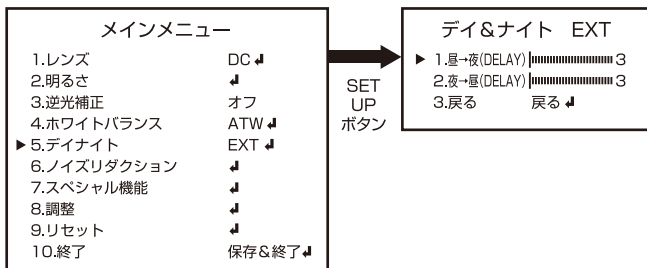 メインメニュー
1.レンズ DC↲
2.明るさ ↲
3.逆光補正 オフ
4.ホワイトバランス ATW↲
▶5.デイナイト EXT↲
6.ノイズリダクション ↲
7.スペシャル機能 ↲
8.調整 ↲
9.リセット ↲
10.終了 保存&終了↲
SET
UP
ボタン
デイ&ナイト EXT
▶ 1.昼→夜(DELAY) 3
2.夜→昼(DELAY) 3
3.戻る 戻る↲